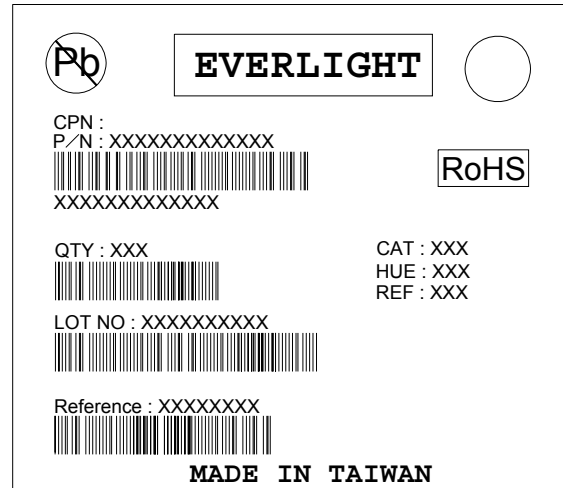 Pb
EVERLIGHT
CPN :
P/N : XXXXXXXXXXXXX
RoHS
XXXXXXXXXXXXX
QTY : XXX
CAT : XXX
HUE : XXX
REF : XXX
LOT NO : XXXXXXXXXX
Reference : XXXXXXXX
MADE IN TAIWAN